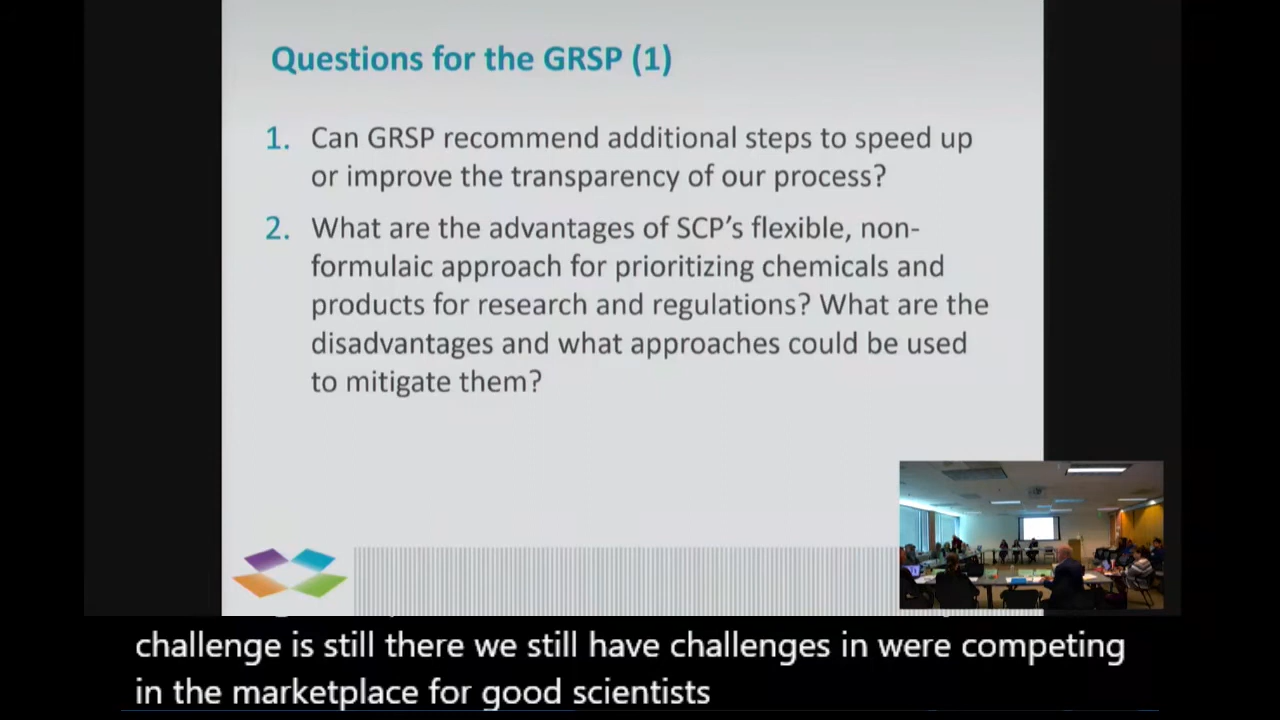 Questions for the GRSP (1)
1. Can GRSP recommend additional steps to speed up
or improve the transparency of our process?
2. What are the advantages of SCP's flexible, non-
formulaic approach for prioritizing chemicals and
products for research and regulations? What are the
disadvantages and what approaches could be used
to mitigate them?
challenge is still there we still have challenges in were competing
in the marketplace for good scientists